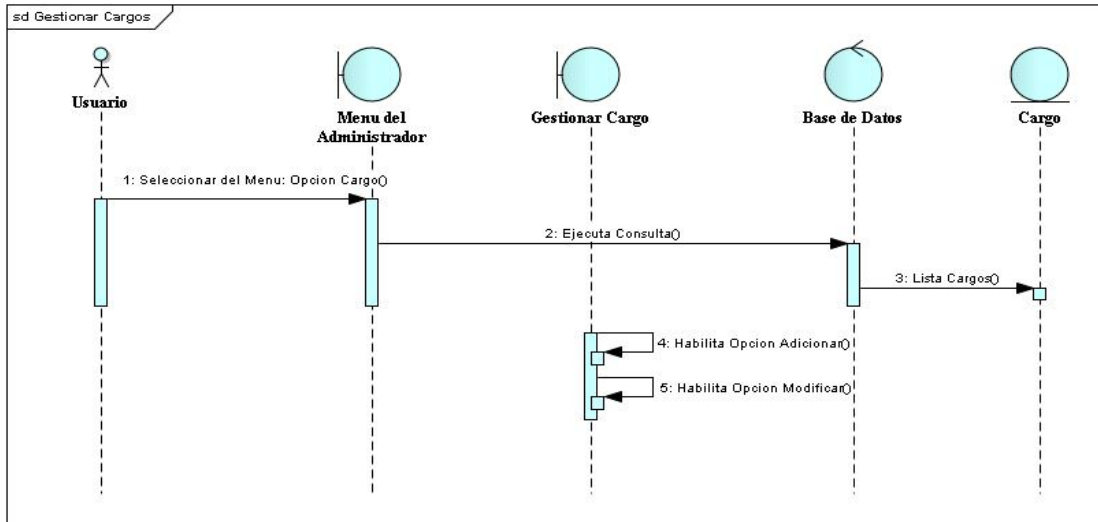 sd Gestionar Cargos
Usuario
Menu del
Administrador
Gestionar Cargo
Base de Datos
Cargo
1: Seleccionar del Menu: Opcion Cargo()
2: Ejecuta Consulta()
3: Lista Cargos()
4: Habilita Opcion Adicionar()
5: Habilita Opcion Modificar()